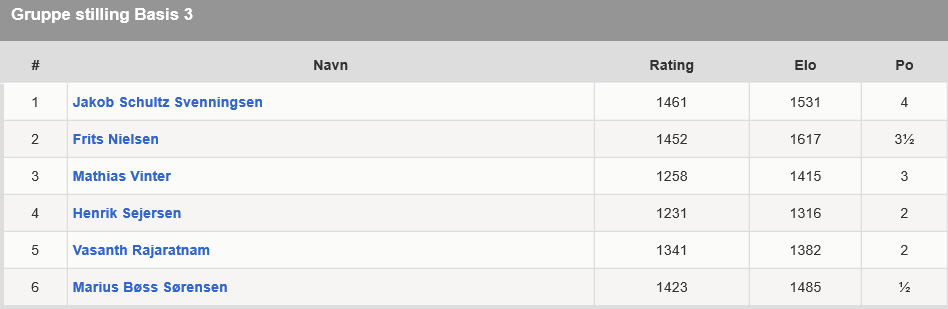 Gruppe stilling Basis 3
# Navn Rating Elo Po
1 Jakob Schultz Svenningsen 1461 1531 4
2 Frits Nielsen 1452 1617 3½
3 Mathias Vinter 1258 1415 3
4 Henrik Sejersen 1231 1316 2
5 Vasanth Rajaratnam 1341 1382 2
6 Marius Bøss Sørensen 1423 1485 ½